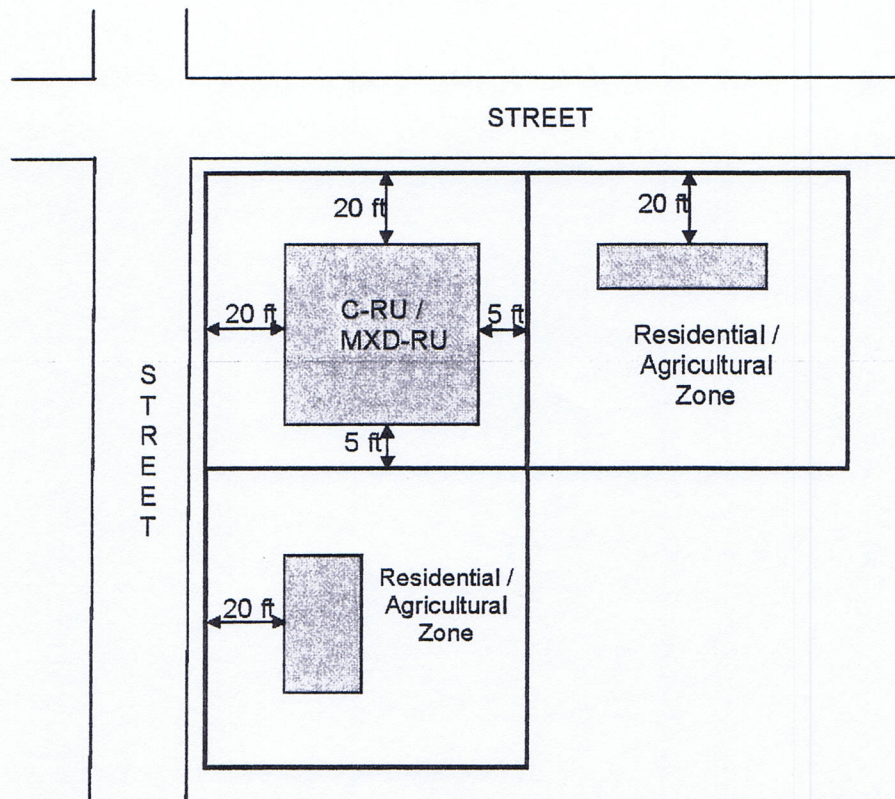 STREET
20 ft
20 ft
C-RU /
MXD-RU
20 ft
5 ft
Residential /
Agricultural
Zone
STREET
5 ft
Residential /
Agricultural
Zone
20 ft